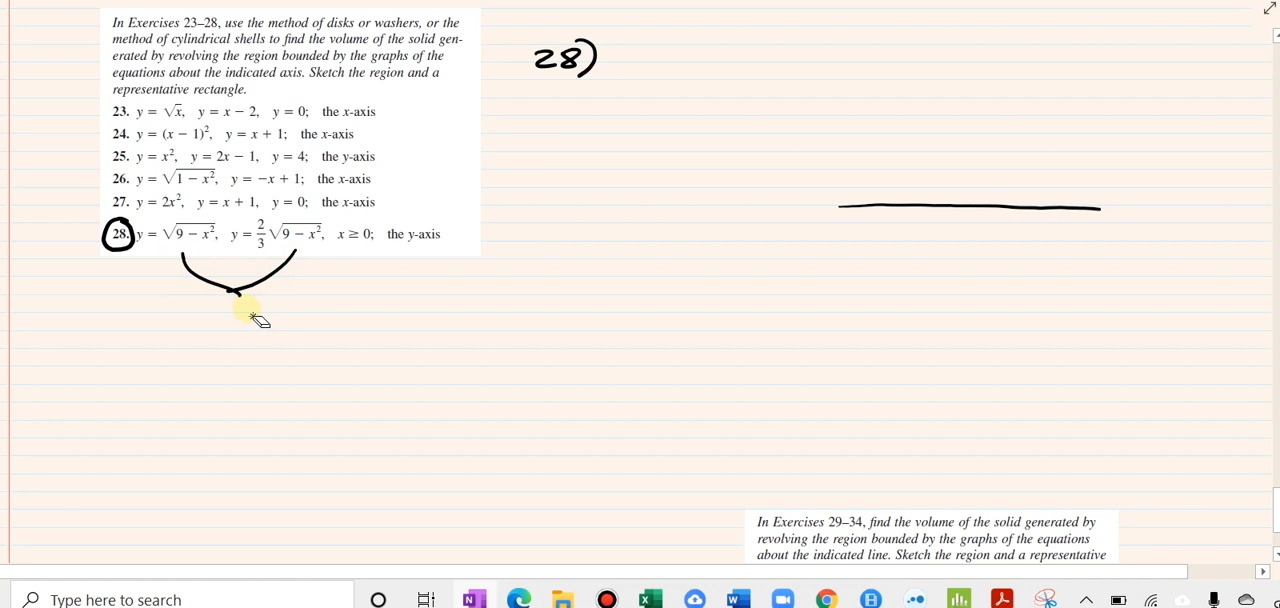 In Exercises 23–28, use the method of disks or washers, or the
method of cylindrical shells to find the volume of the solid gen-
erated by revolving the region bounded by the graphs of the
equations about the indicated axis. Sketch the region and a
representative rectangle.
23. y = √x, y = x − 2, y = 0; the x-axis
24. y = (x − 1)², y = x + 1; the x-axis
25. y = x², y = 2x − 1, y = 4; the y-axis
26. y = √(1 − x²), y = −x + 1; the x-axis
27. y = 2x², y = x + 1, y = 0; the x-axis
28. y = √(9 − x²), y = 2/3 √(9 − x²), x ≥ 0; the y-axis
28)
In Exercises 29–34, find the volume of the solid generated by
revolving the region bounded by the graphs of the equations
about the indicated line. Sketch the region and a representative
Type here to search